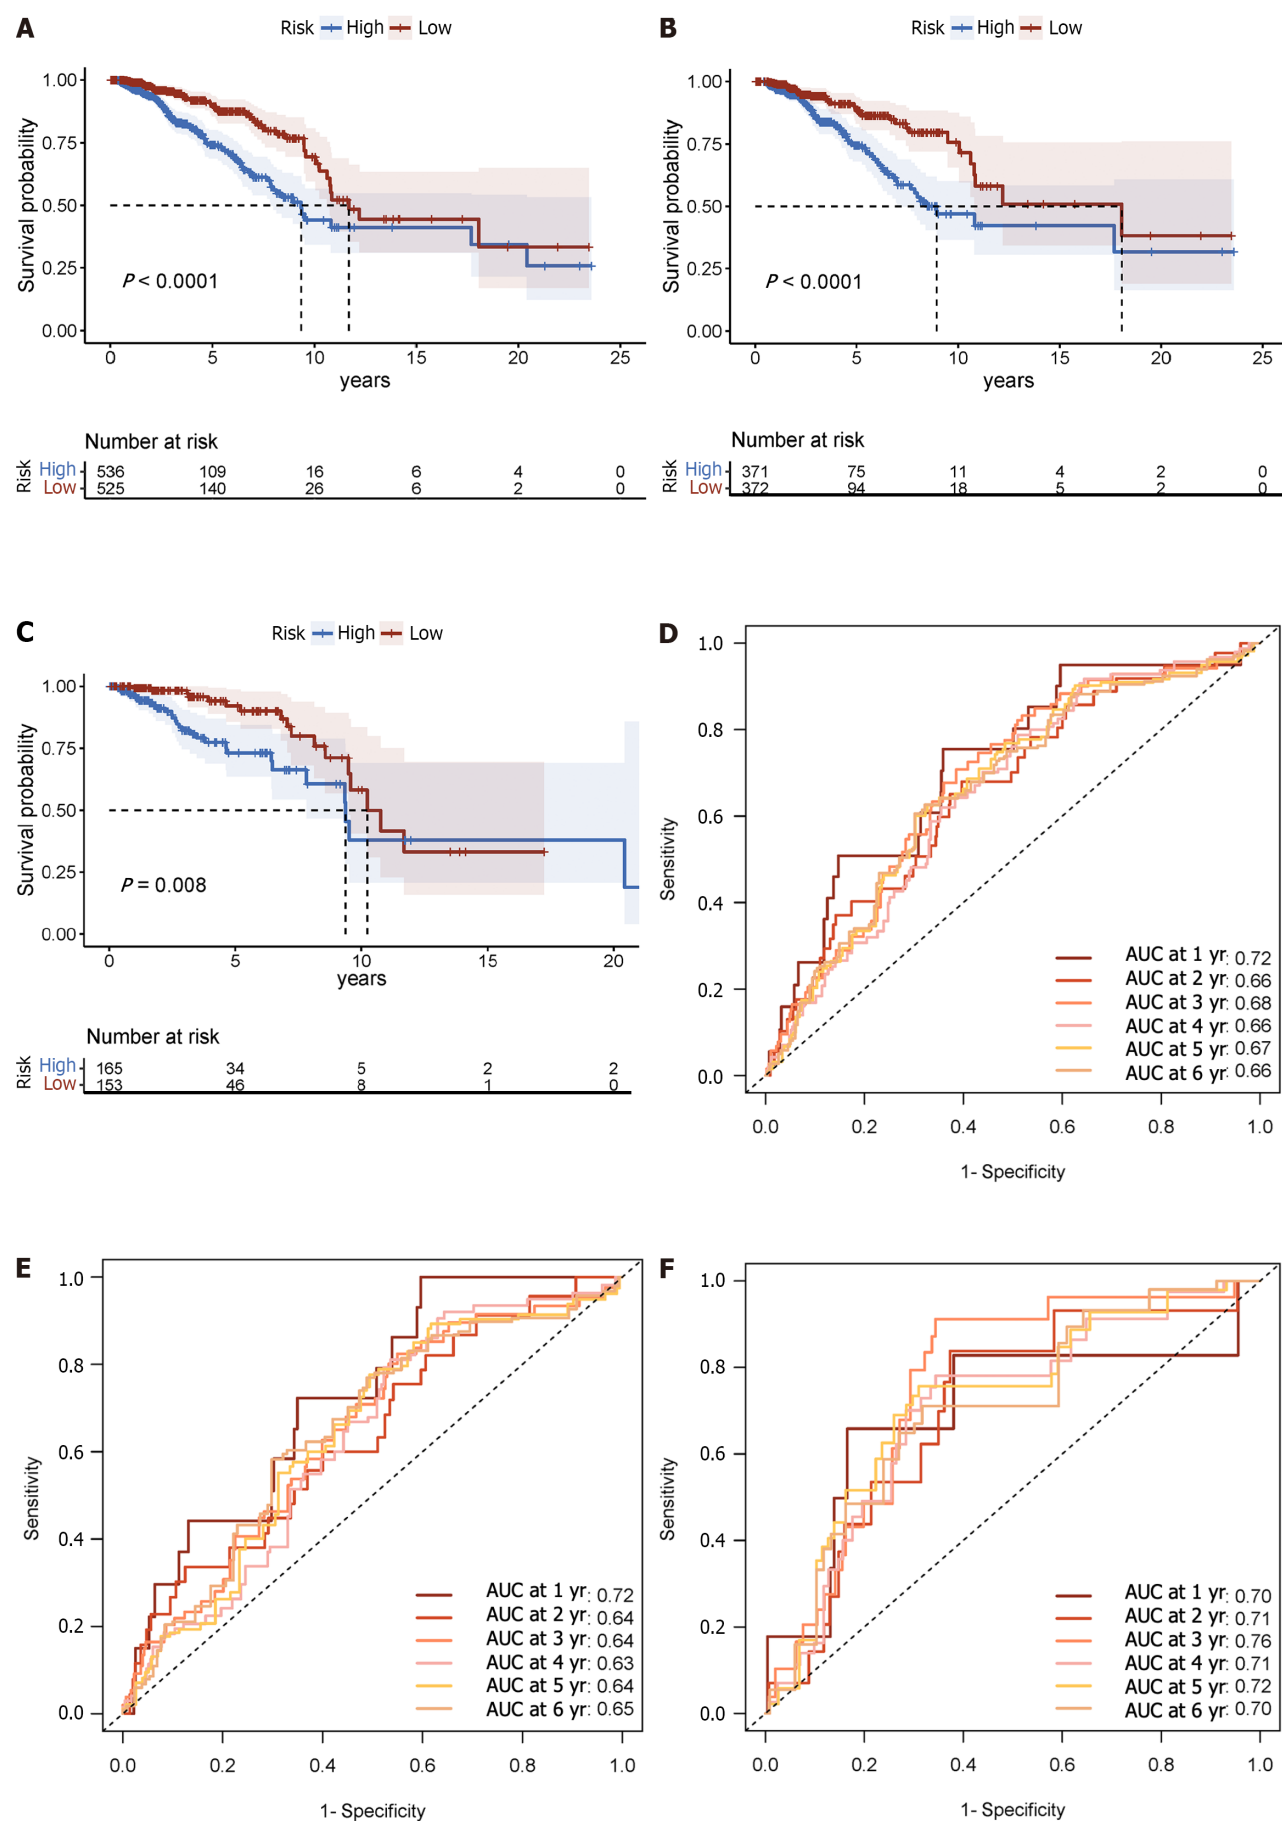 A
Risk High Low
Survival probability
1.00
0.75
0.50
0.25
0.00
P < 0.0001
0 5 10 15 20 25
years
Number at risk
Risk
High 536 109 16 6 4 0
Low 525 140 26 6 2 0
B
Risk High Low
Survival probability
1.00
0.75
0.50
0.25
0.00
P < 0.0001
0 5 10 15 20 25
years
Number at risk
Risk
High 371 75 11 4 2 0
Low 372 94 18 5 2 0
C
Risk High Low
Survival probability
1.00
0.75
0.50
0.25
0.00
P = 0.008
0 5 10 15 20
years
Number at risk
Risk
High 165 34 5 2 2
Low 153 46 8 1 0
D
Sensitivity
1.0
0.8
0.6
0.4
0.2
0.0
AUC at 1 yr: 0.72
AUC at 2 yr: 0.66
AUC at 3 yr: 0.68
AUC at 4 yr: 0.66
AUC at 5 yr: 0.67
AUC at 6 yr: 0.66
0.0 0.2 0.4 0.6 0.8 1.0
1- Specificity
E
Sensitivity
1.0
0.8
0.6
0.4
0.2
0.0
AUC at 1 yr: 0.72
AUC at 2 yr: 0.64
AUC at 3 yr: 0.64
AUC at 4 yr: 0.63
AUC at 5 yr: 0.64
AUC at 6 yr: 0.65
0.0 0.2 0.4 0.6 0.8 1.0
1- Specificity
F
Sensitivity
1.0
0.8
0.6
0.4
0.2
0.0
AUC at 1 yr: 0.70
AUC at 2 yr: 0.71
AUC at 3 yr: 0.76
AUC at 4 yr: 0.71
AUC at 5 yr: 0.72
AUC at 6 yr: 0.70
0.0 0.2 0.4 0.6 0.8 1.0
1- Specificity